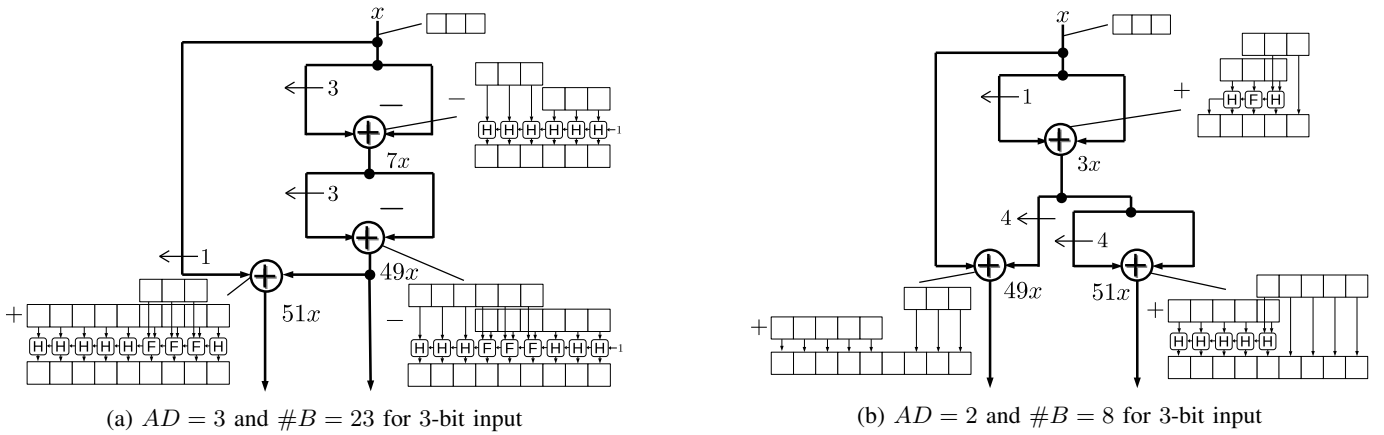 x
3
−
−
H H H H H H 1
7x
3
−
1
49x
51x
+
H H H H H F F F H
−
H H H F F F H H H 1
(a) AD = 3 and #B = 23 for 3-bit input
x
1
+
H F H
3x
4
4
49x
51x
+
+
H H H H H
(b) AD = 2 and #B = 8 for 3-bit input